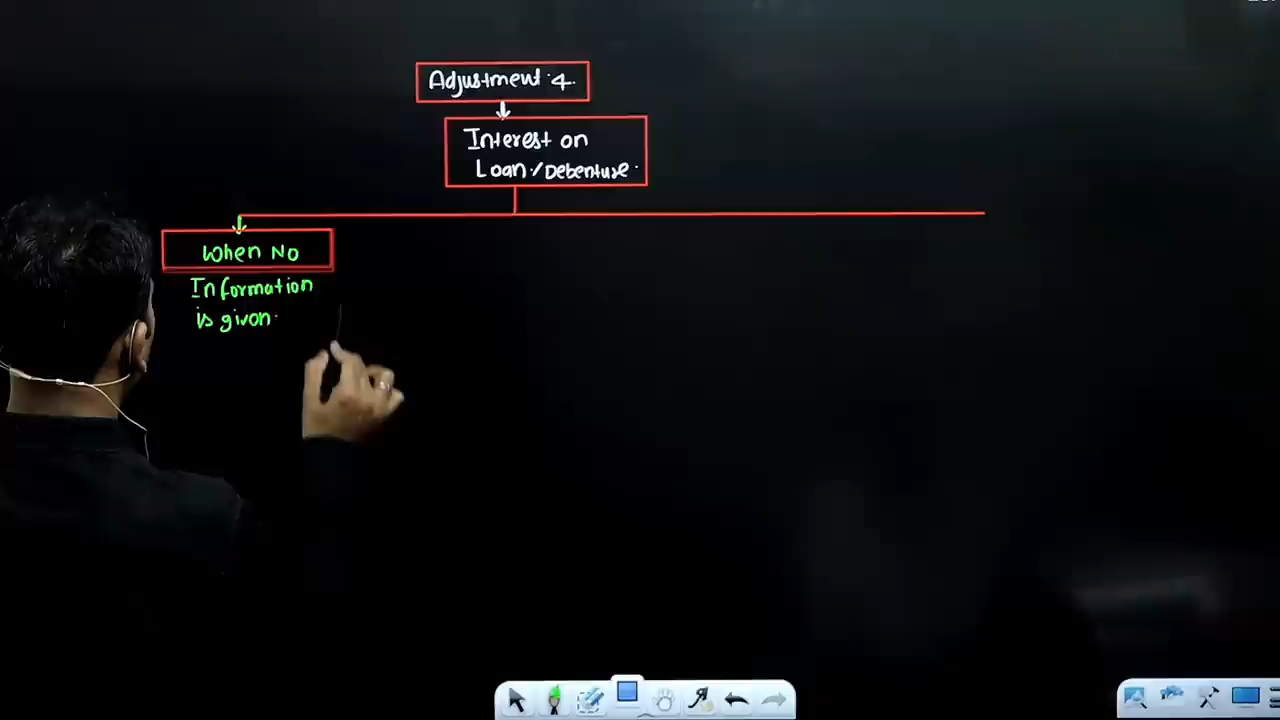 Adjustment 4.
Interest on
Loan/Debenture.
When No
Information
is given.